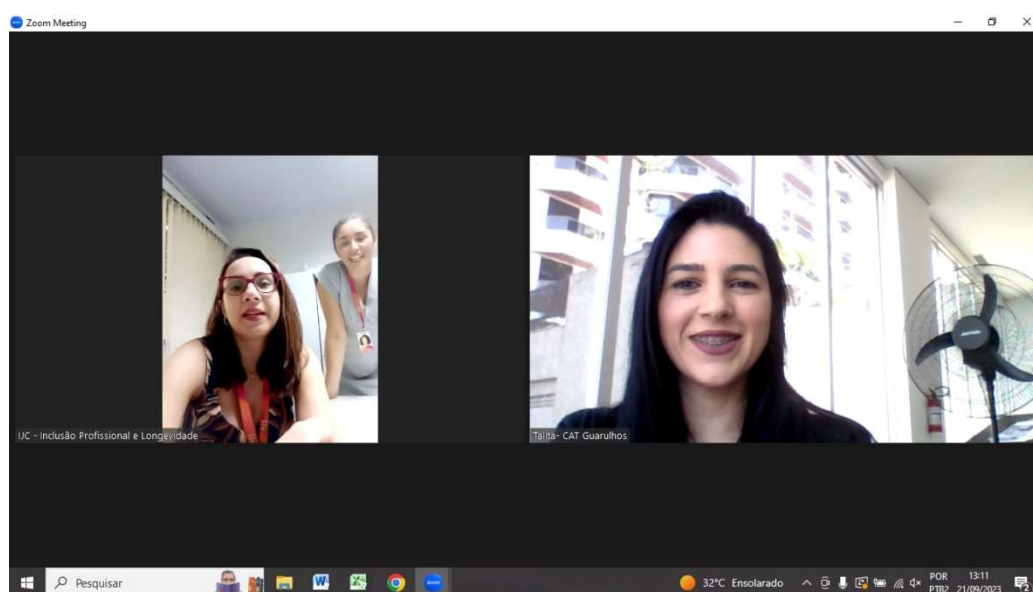 Zoom Meeting
IJC - Inclusão Profissional e Longevidade
Talita- CAT Guarulhos
Pesquisar
32°C Ensolarado
POR
PTB2
13:11
21/09/2023